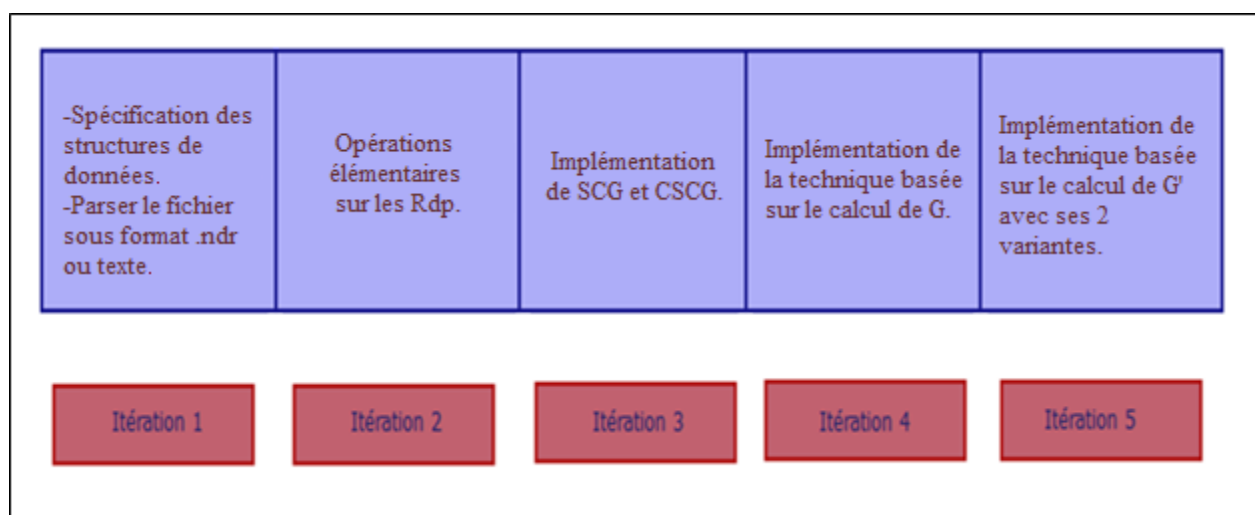 -Spécification des
structures de
données.
-Parser le fichier
sous format .ndr
ou texte.
Opérations
élémentaires
sur les Rdp.
Implémentation
de SCG et CSCG.
Implémentation de
la technique basée
sur le calcul de G.
Implémentation de
la technique basée
sur le calcul de G'
avec ses 2
variantes.
Itération 1
Itération 2
Itération 3
Itération 4
Itération 5